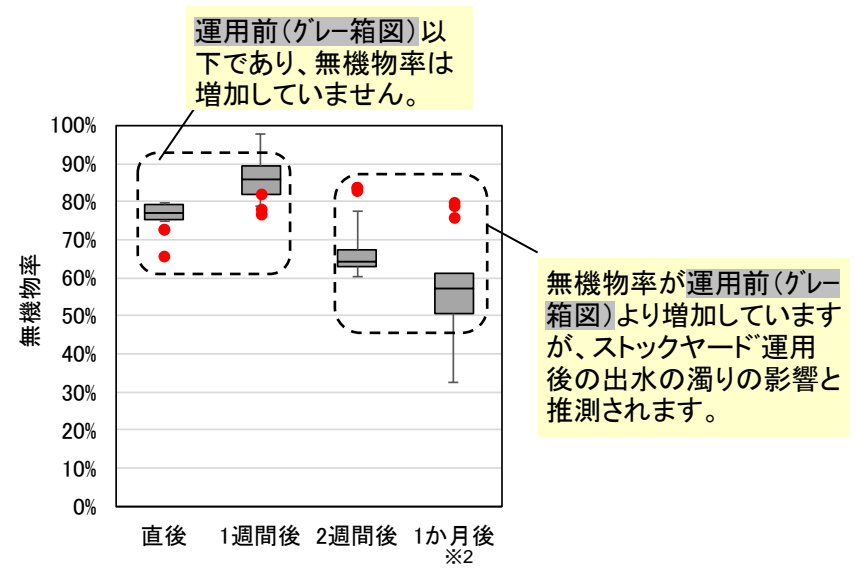 運用前(グレー箱図)以
下であり、無機物率は
増加していません。
100%
90%
80%
70%
60%
50%
40%
30%
20%
10%
0%
無機物率
直後
1週間後
2週間後
1か月後
※2
無機物率が運用前(グレー
箱図)より増加しています
が、ストックヤード運用
後の出水の濁りの影響と
推測されます。